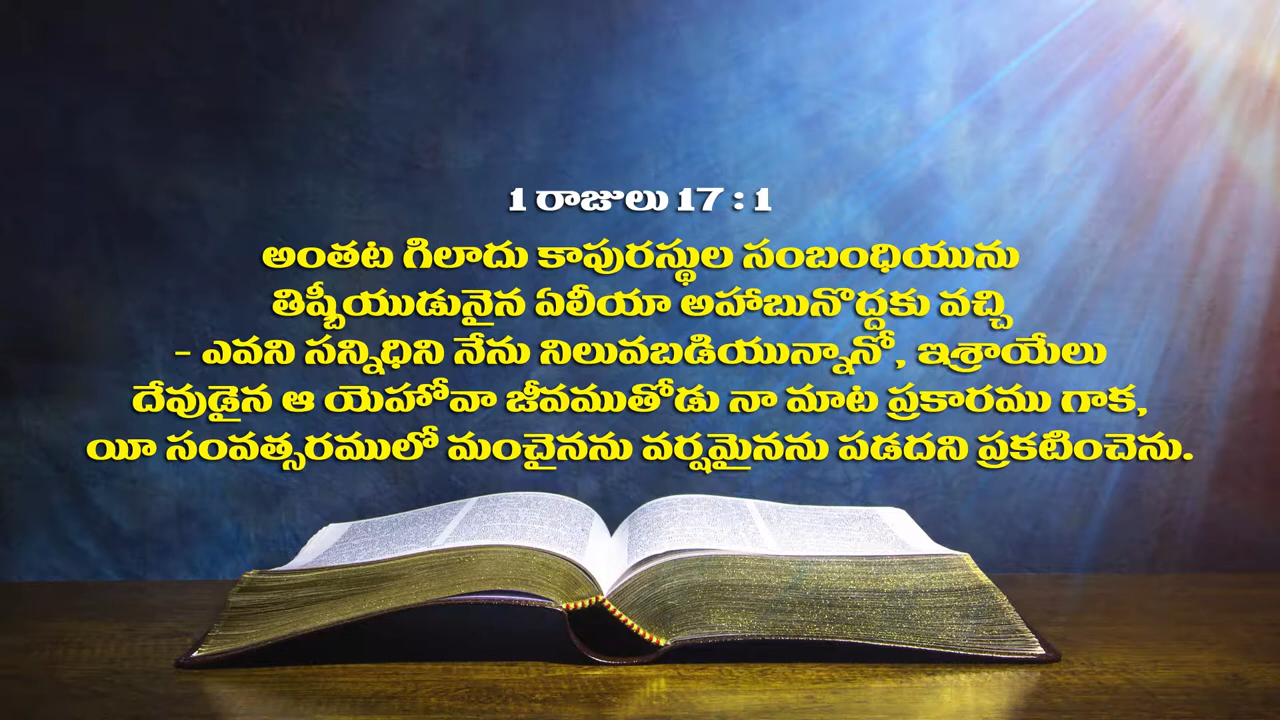 1 రాజులు 17 : 1
అంతట గిలాదు కాపురస్థుల సంబంధియును
తిష్బీయుడునైన ఏలీయా అహాబునొద్దకు వచ్చి
- ఎవని సన్నిధిని నేను నిలువబడియున్నానో, ఇశ్రాయేలు
దేవుడైన ఆ యెహోవా జీవముతోడు నా మాట ప్రకారము గాక,
యీ సంవత్సరములో మంచైనను వర్షమైనను పడదని ప్రకటించెను.